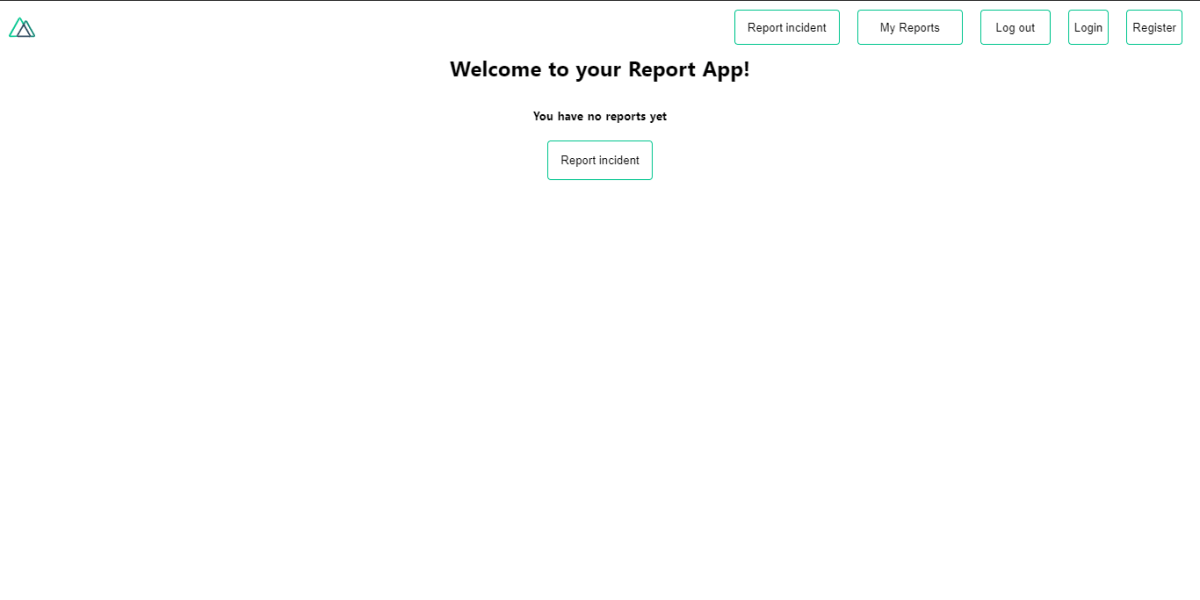 Report incident My Reports Log out Login Register
Welcome to your Report App!
You have no reports yet
Report incident